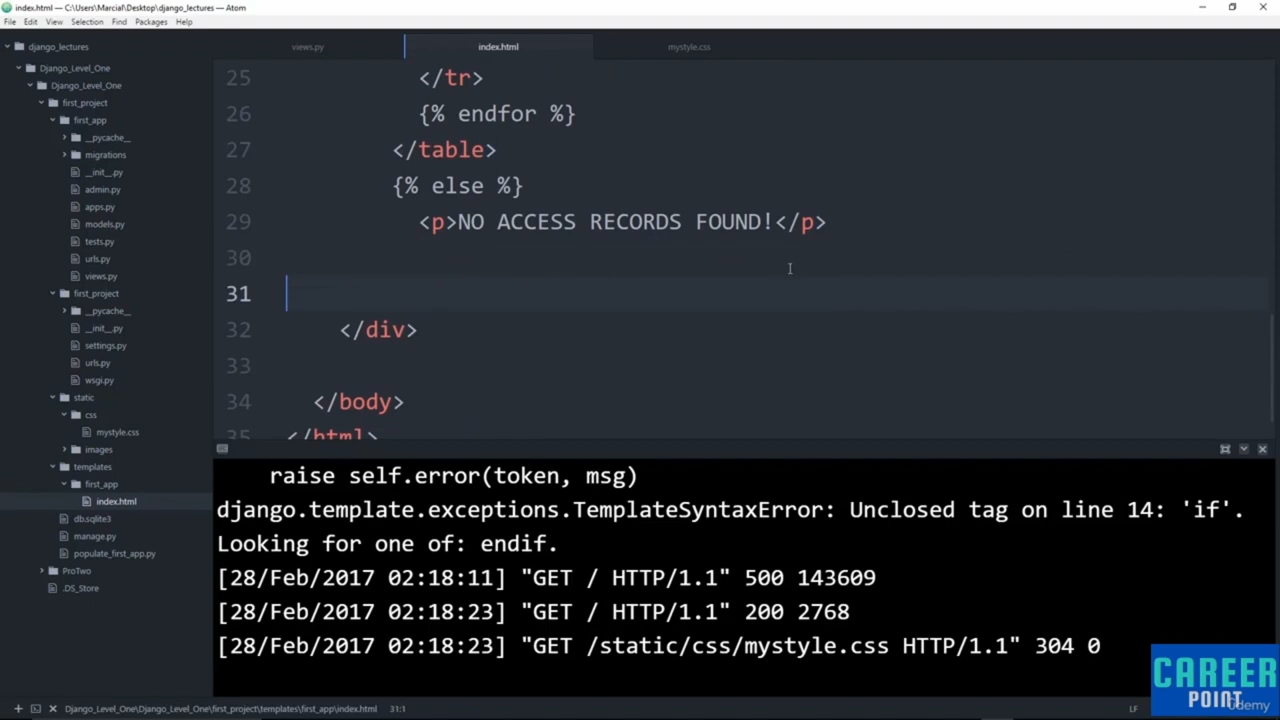 index.html — C:\Users\Marcial\Desktop\django_lectures — Atom
File Edit View Selection Find Packages Help
django_lectures
Django_Level_One
Django_Level_One
first_project
first_app
__pycache__
migrations
__init__.py
admin.py
apps.py
models.py
tests.py
urls.py
views.py
first_project
__pycache__
__init__.py
settings.py
urls.py
wsgi.py
static
css
mystyle.css
images
templates
first_app
index.html
db.sqlite3
manage.py
populate_first_app.py
ProTwo
.DS_Store
views.py index.html mystyle.css
25 </tr>
26 {% endfor %}
27 </table>
28 {% else %}
29 <p>NO ACCESS RECORDS FOUND!</p>
30
31
32 </div>
33
34 </body>
35 </html>
raise self.error(token, msg)
django.template.exceptions.TemplateSyntaxError: Unclosed tag on line 14: 'if'.
Looking for one of: endif.
[28/Feb/2017 02:18:11] "GET / HTTP/1.1" 500 143609
[28/Feb/2017 02:18:23] "GET / HTTP/1.1" 200 2768
[28/Feb/2017 02:18:23] "GET /static/css/mystyle.css HTTP/1.1" 304 0
Django_Level_One\Django_Level_One\first_project\templates\first_app\index.html 31:1 LF
CAREER
POINT
Udemy